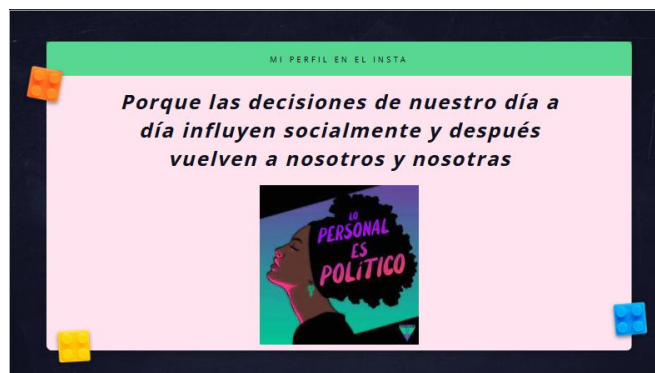 MI PERFIL EN EL INSTA
Porque las decisiones de nuestro día a
día influyen socialmente y después
vuelven a nosotros y nosotras
LO
PERSONAL
ES
POLÍTICO